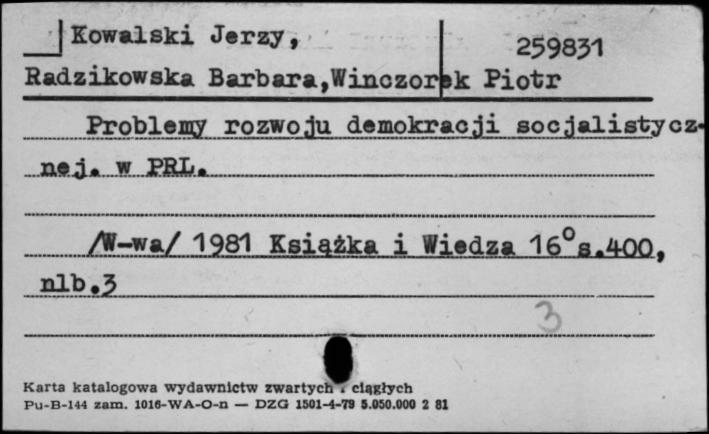 Kowalski Jerzy, 259831
Radzikowska Barbara,Winczorek Piotr
Problemy rozwoju demokracji socjalistycz-
nej. w PRL.
/W-wa/ 1981 Książka i Wiedza 16° s.400,
nlb.3
3
Karta katalogowa wydawnictw zwartych i ciągłych
Pu-B-144 zam. 1016-WA-O-n — DZG 1501-4-79 5.050.000 2 81